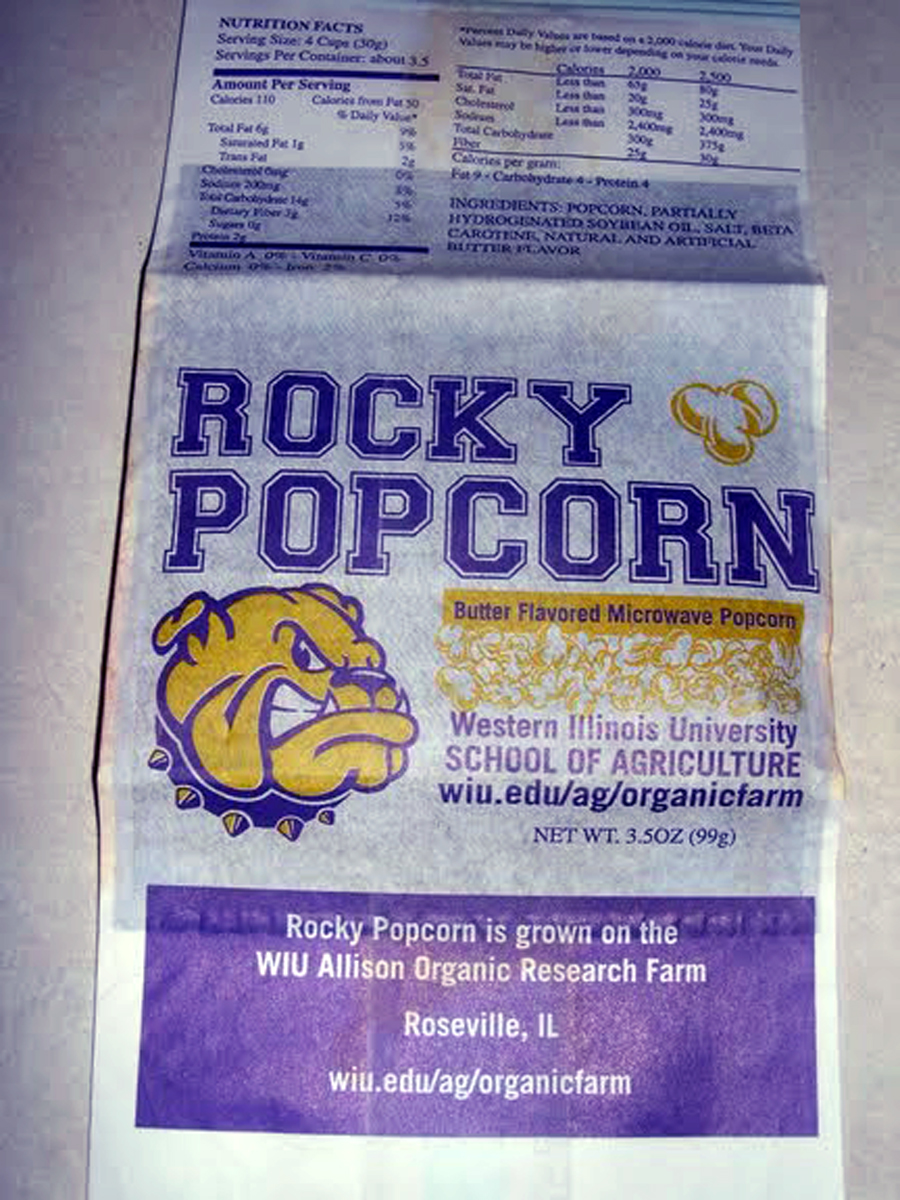 NUTRITION FACTS
Serving Size: 4 Cups (30g)
Servings Per Container: about 3.5
Amount Per Serving
Calories 110 Calories from Fat 50
% Daily Value*
Total Fat 6g 9%
Saturated Fat 1g 5%
Trans Fat 2g
Cholesterol 0mg 0%
Sodium 200mg 8%
Total Carbohydrate 14g 5%
Dietary Fiber 3g 12%
Sugars 0g
Protein 2g
Vitamin A 0% - Vitamin C 0%
Calcium 0% - Iron 2%
*Percent Daily Values are based on a 2,000 calorie diet. Your Daily
Values may be higher or lower depending on your calorie needs.
Calories 2,000 2,500
Total Fat Less than 65g 80g
Sat. Fat Less than 20g 25g
Cholesterol Less than 300mg 300mg
Sodium Less than 2,400mg 2,400mg
Total Carbohydrate 300g 375g
Fiber 25g 30g
Calories per gram:
Fat 9 - Carbohydrate 4 - Protein 4
INGREDIENTS: POPCORN, PARTIALLY
HYDROGENATED SOYBEAN OIL, SALT, BETA
CAROTENE, NATURAL AND ARTIFICIAL
BUTTER FLAVOR
ROCKY
POPCORN
Butter Flavored Microwave Popcorn
Western Illinois University
SCHOOL OF AGRICULTURE
wiu.edu/ag/organicfarm
NET WT. 3.5OZ (99g)
Rocky Popcorn is grown on the
WIU Allison Organic Research Farm
Roseville, IL
wiu.edu/ag/organicfarm